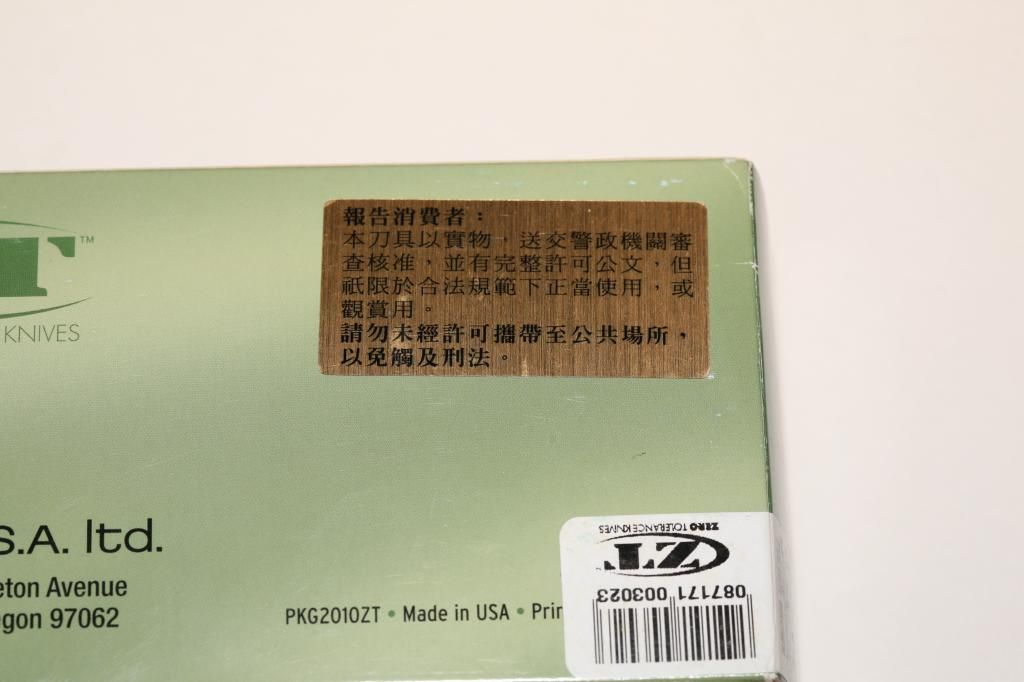 T™
KNIVES
報告消費者：
本刀具以實物，送交警政機關審
查核准，並有完整許可公文，但
祇限於合法規範下正當使用，或
觀賞用。
請勿未經許可攜帶至公共場所，
以免觸及刑法。
S.A. ltd.
eton Avenue
gon 97062
PKG2010ZT • Made in USA • Prin
ZERO TOLERANCE KNIVES
ZT
087171 003023